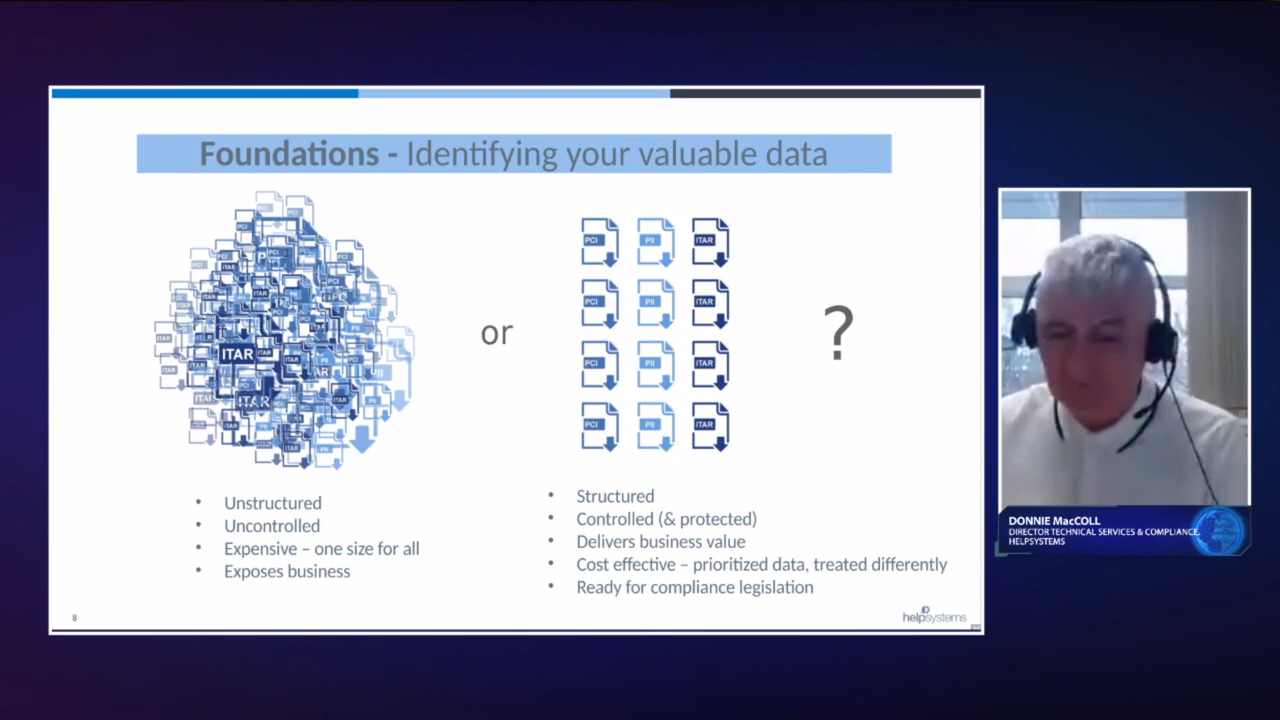 Foundations - Identifying your valuable data
ITAR
ITAR
or
PCI PII ITAR
PCI PII ITAR
PCI PII ITAR
PCI PII ITAR
?
• Unstructured
• Uncontrolled
• Expensive – one size for all
• Exposes business
• Structured
• Controlled (& protected)
• Delivers business value
• Cost effective – prioritized data, treated differently
• Ready for compliance legislation
8
helpsystems
DONNIE MacCOLL
DIRECTOR TECHNICAL SERVICES & COMPLIANCE,
HELPSYSTEMS